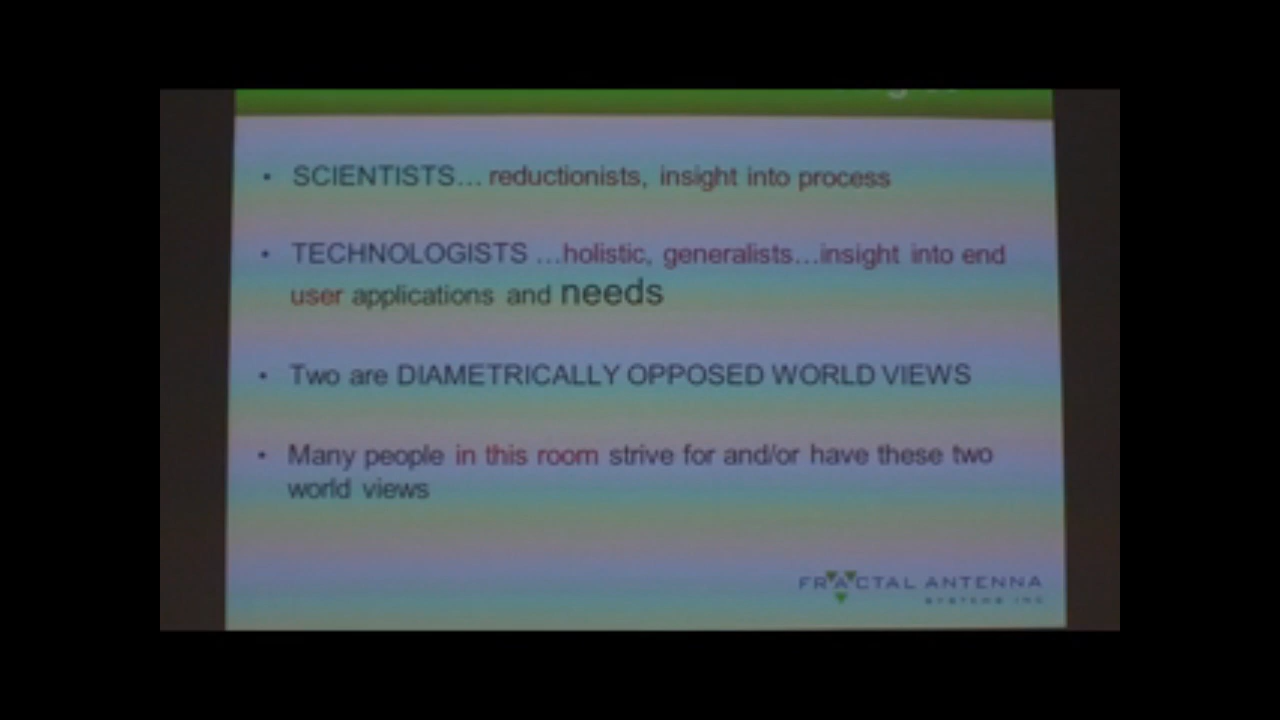 • SCIENTISTS… reductionists, insight into process
• TECHNOLOGISTS …holistic, generalists…insight into end
user applications and needs
• Two are DIAMETRICALLY OPPOSED WORLD VIEWS
• Many people in this room strive for and/or have these two
world views
FRACTAL ANTENNA
SYSTEMS INC